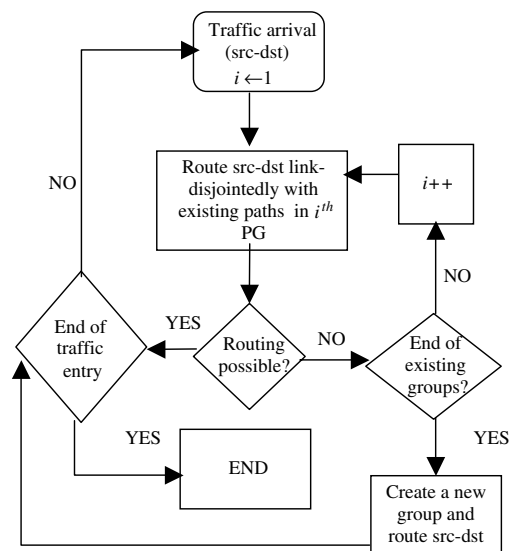 Traffic arrival
(src-dst)
i ←1
Route src-dst link-
disjointedly with
existing paths in iᵗʰ
PG
i++
NO
NO
End of
traffic
entry
YES
Routing
possible?
NO
End of
existing
groups?
YES
END
YES
Create a new
group and
route src-dst